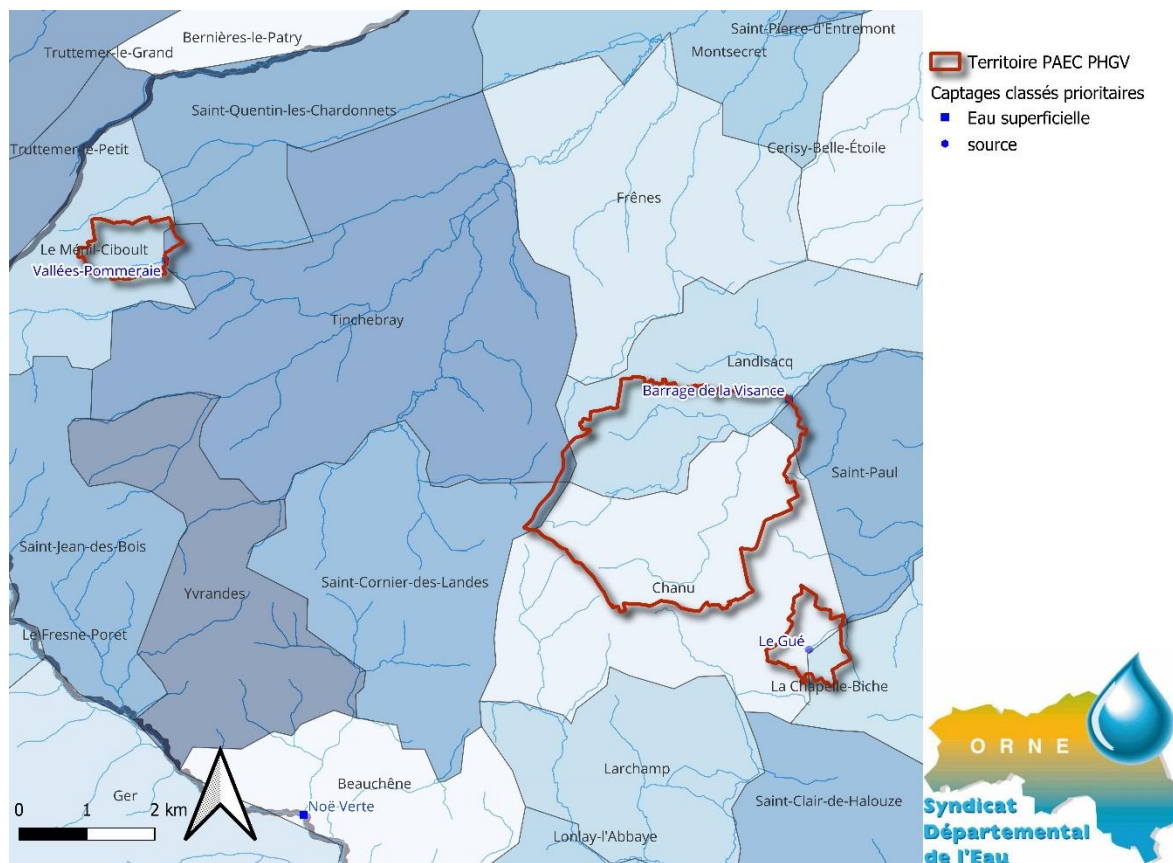 Truttemer-le-Grand
Bernières-le-Patry
Saint-Pierre-d'Entremont
Montsecret
Saint-Quentin-les-Chardonnets
Truttemer-le-Petit
Cerisy-Belle-Étoile
Frênes
Le Ménil-Ciboult
Vallées-Pommeraie
Tinchebray
Landisacq
Barrage de la Visance
Saint-Paul
Saint-Jean-des-Bois
Saint-Cornier-des-Landes
Yvrandes
Chanu
Le Fresne-Poret
Le Gué
La Chapelle-Biche
Larchamp
Beauchêne
Ger
Noë Verte
Saint-Clair-de-Halouze
Lonlay-l'Abbaye
0 1 2 km
Territoire PAEC PHGV
Captages classés prioritaires
Eau superficielle
source
ORNE
Syndicat
Départemental
de l'Eau